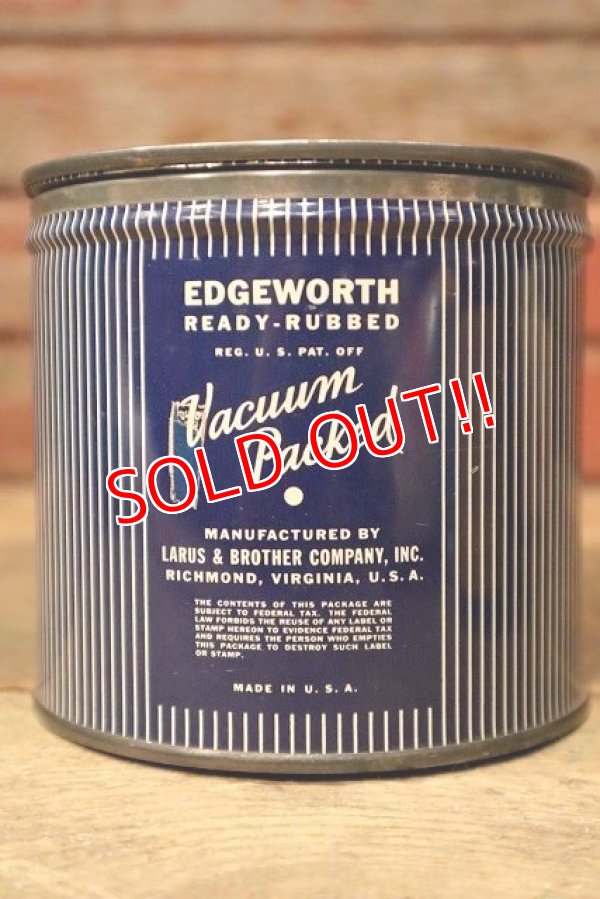 EDGEWORTH
READY-RUBBED
REG. U. S. PAT. OFF
Vacuum
Packed
SOLD OUT!!
MANUFACTURED BY
LARUS & BROTHER COMPANY, INC.
RICHMOND, VIRGINIA, U.S.A.
THE CONTENTS OF THIS PACKAGE ARE
SUBJECT TO FEDERAL TAX. THE FEDERAL
LAW FORBIDS THE REUSE OF ANY LABEL OR
STAMP HEREON TO EVIDENCE FEDERAL TAX
AND REQUIRES THE PERSON WHO EMPTIES
THIS PACKAGE TO DESTROY SUCH LABEL
OR STAMP.
MADE IN U.S.A.